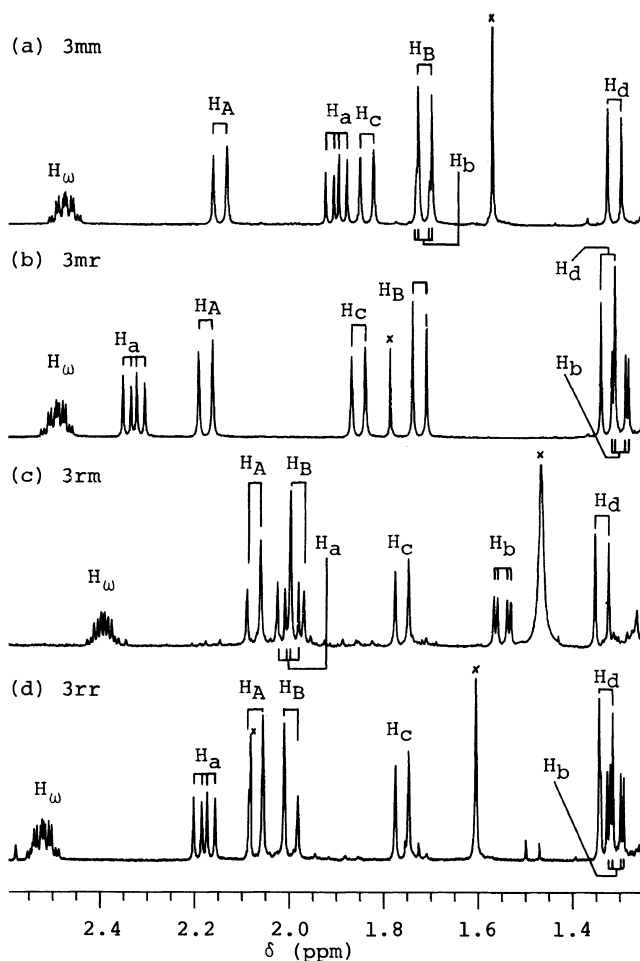 (a) 3mm
Hω HA Ha Hc HB Hb x Hd
(b) 3mr
Hω Ha HA Hc x HB Hd Hb
(c) 3rm
Hω HA HB Ha Hc Hb x Hd
(d) 3rr
Hω Ha HA x HB Hc x Hb Hd
2.4 2.2 2.0 1.8 1.6 1.4
δ (ppm)